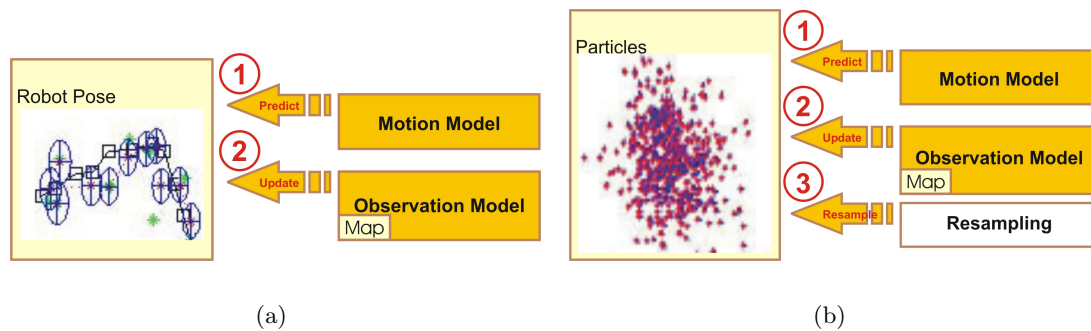 Robot Pose
1
Predict
Motion Model
2
Update
Observation Model
Map
(a)
Particles
1
Predict
Motion Model
2
Update
Observation Model
Map
3
Resample
Resampling
(b)